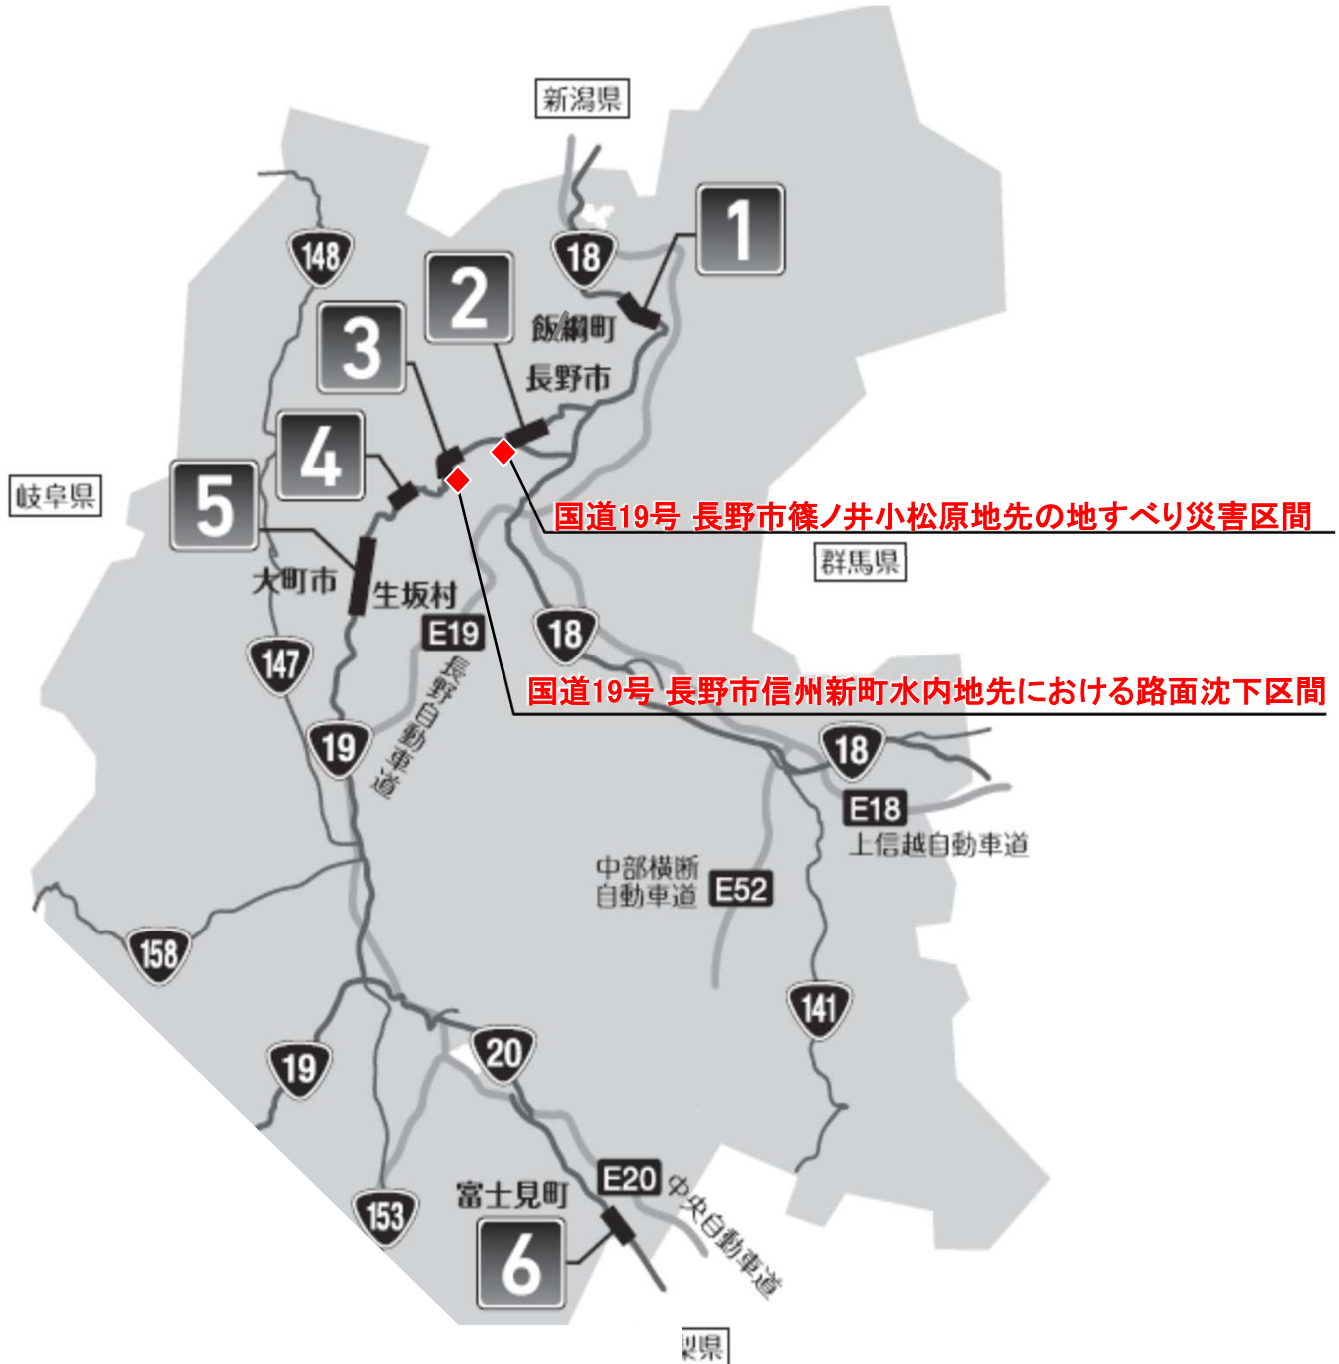 新潟県
1
148
18
2
飯綱町
3
長野市
4
岐阜県
5
国道19号 長野市篠ノ井小松原地先の地すべり災害区間
群馬県
大町市
生坂村
E19
18
147
長野自動車道
国道19号 長野市信州新町水内地先における路面沈下区間
19
18
E18
上信越自動車道
中部横断
自動車道
E52
158
141
20
19
E20
中央自動車道
富士見町
153
6
梨県